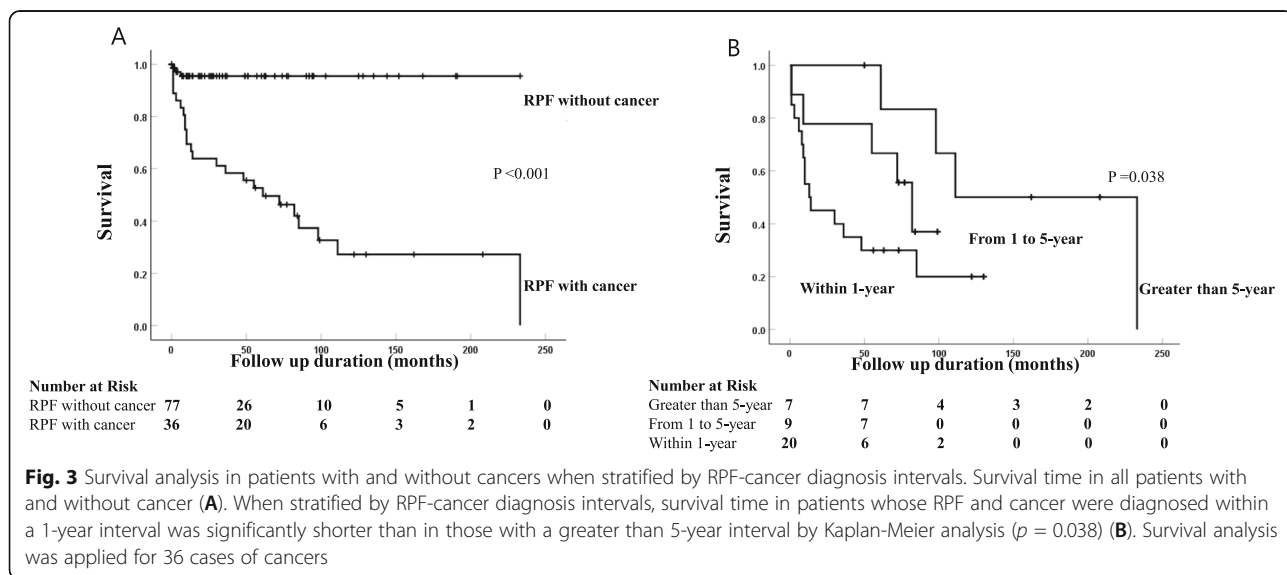 A
1.0
0.8
0.6
0.4
0.2
0.0
Survival
RPF without cancer
P <0.001
RPF with cancer
0 50 100 150 200 250
Follow up duration (months)
Number at Risk
RPF without cancer 77 26 10 5 1 0
RPF with cancer 36 20 6 3 2 0
B
1.0
0.8
0.6
0.4
0.2
0.0
Survival
P =0.038
From 1 to 5-year
Within 1-year
Greater than 5-year
0 50 100 150 200 250
Follow up duration (months)
Number at Risk
Greater than 5-year 7 7 4 3 2 0
From 1 to 5-year 9 7 0 0 0 0
Within 1-year 20 6 2 0 0 0
Fig. 3 Survival analysis in patients with and without cancers when stratified by RPF-cancer diagnosis intervals. Survival time in all patients with
and without cancer (A). When stratified by RPF-cancer diagnosis intervals, survival time in patients whose RPF and cancer were diagnosed within
a 1-year interval was significantly shorter than in those with a greater than 5-year interval by Kaplan-Meier analysis (p = 0.038) (B). Survival analysis
was applied for 36 cases of cancers